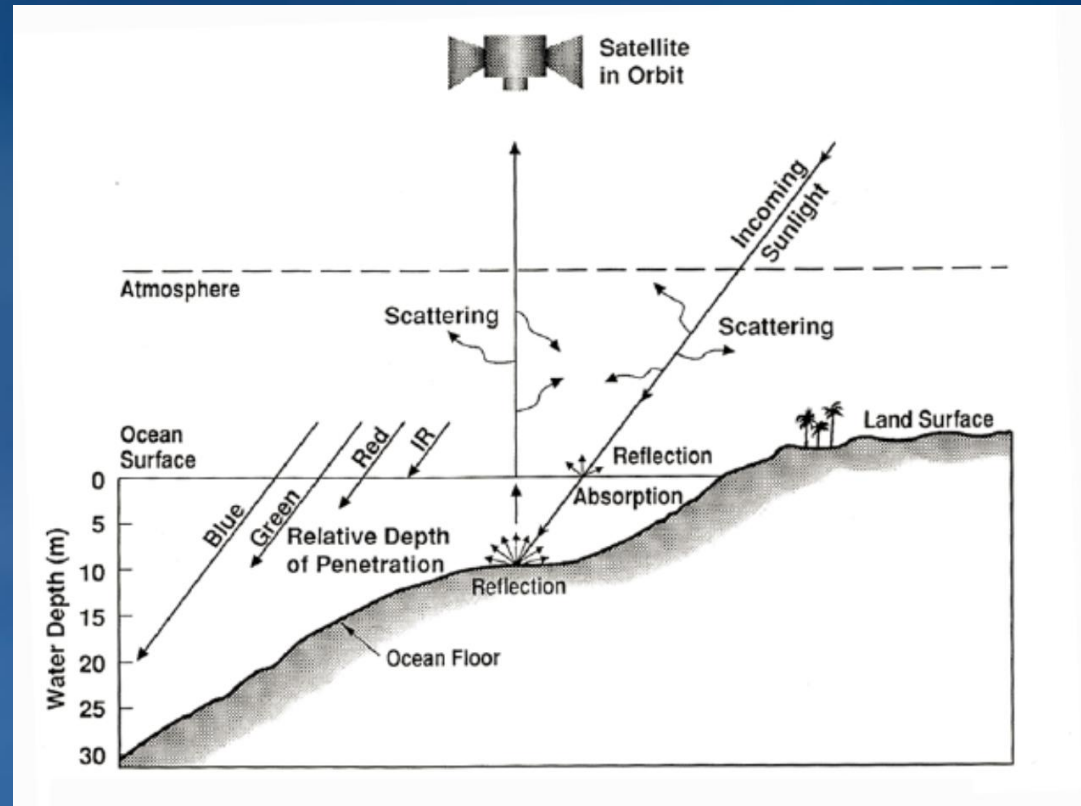 Satellite
in Orbit
Incoming
Sunlight
Atmosphere
Scattering
Scattering
Ocean
Surface
Red
IR
Land Surface
Reflection
0
Absorption
Blue
Green
Relative Depth
of Penetration
Reflection
5
10
15
20
25
30
Water Depth (m)
Ocean Floor